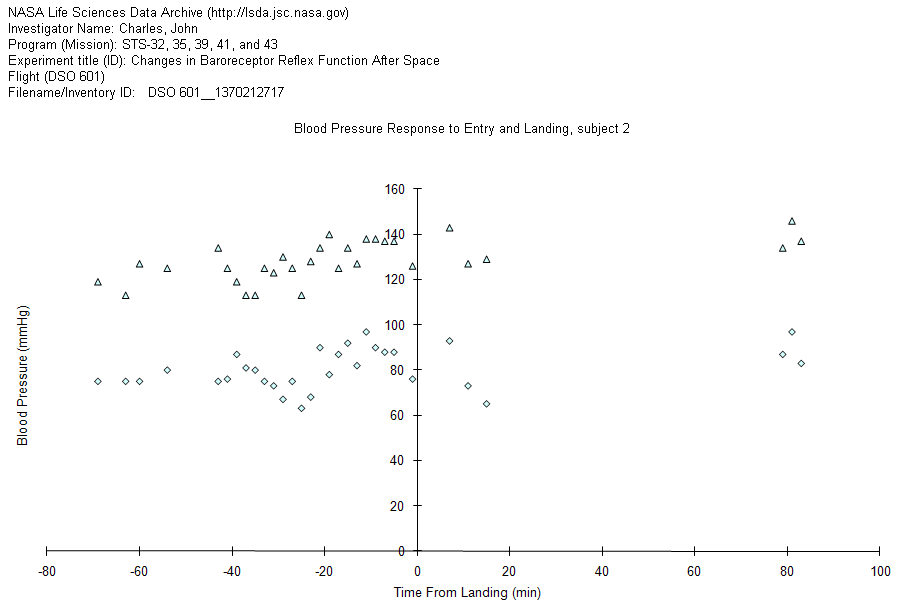 NASA Life Sciences Data Archive (http://lsda.jsc.nasa.gov)
Investigator Name: Charles, John
Program (Mission): STS-32, 35, 39, 41, and 43
Experiment title (ID): Changes in Baroreceptor Reflex Function After Space
Flight (DSO 601)
Filename/Inventory ID: DSO 601__1370212717
Blood Pressure Response to Entry and Landing, subject 2
160
140
120
100
80
60
40
20
0
Blood Pressure (mmHg)
-80 -60 -40 -20 0 20 40 60 80 100
Time From Landing (min)